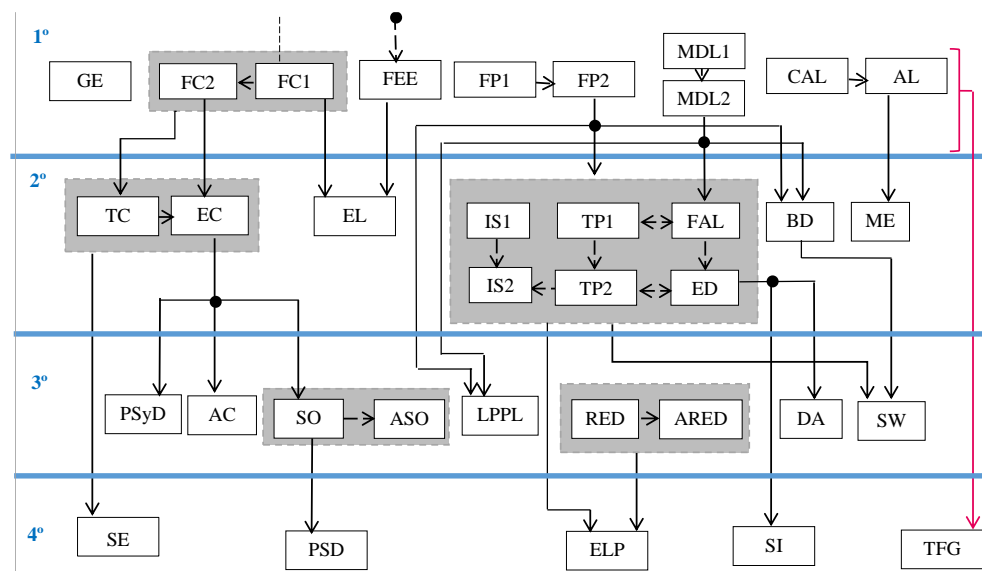 1º
GE
FC2
FC1
FEE
FP1
FP2
MDL1
MDL2
CAL
AL
2º
TC
EC
EL
IS1
TP1
FAL
BD
ME
IS2
TP2
ED
3º
PSyD
AC
SO
ASO
LPPL
RED
ARED
DA
SW
4º
SE
PSD
ELP
SI
TFG